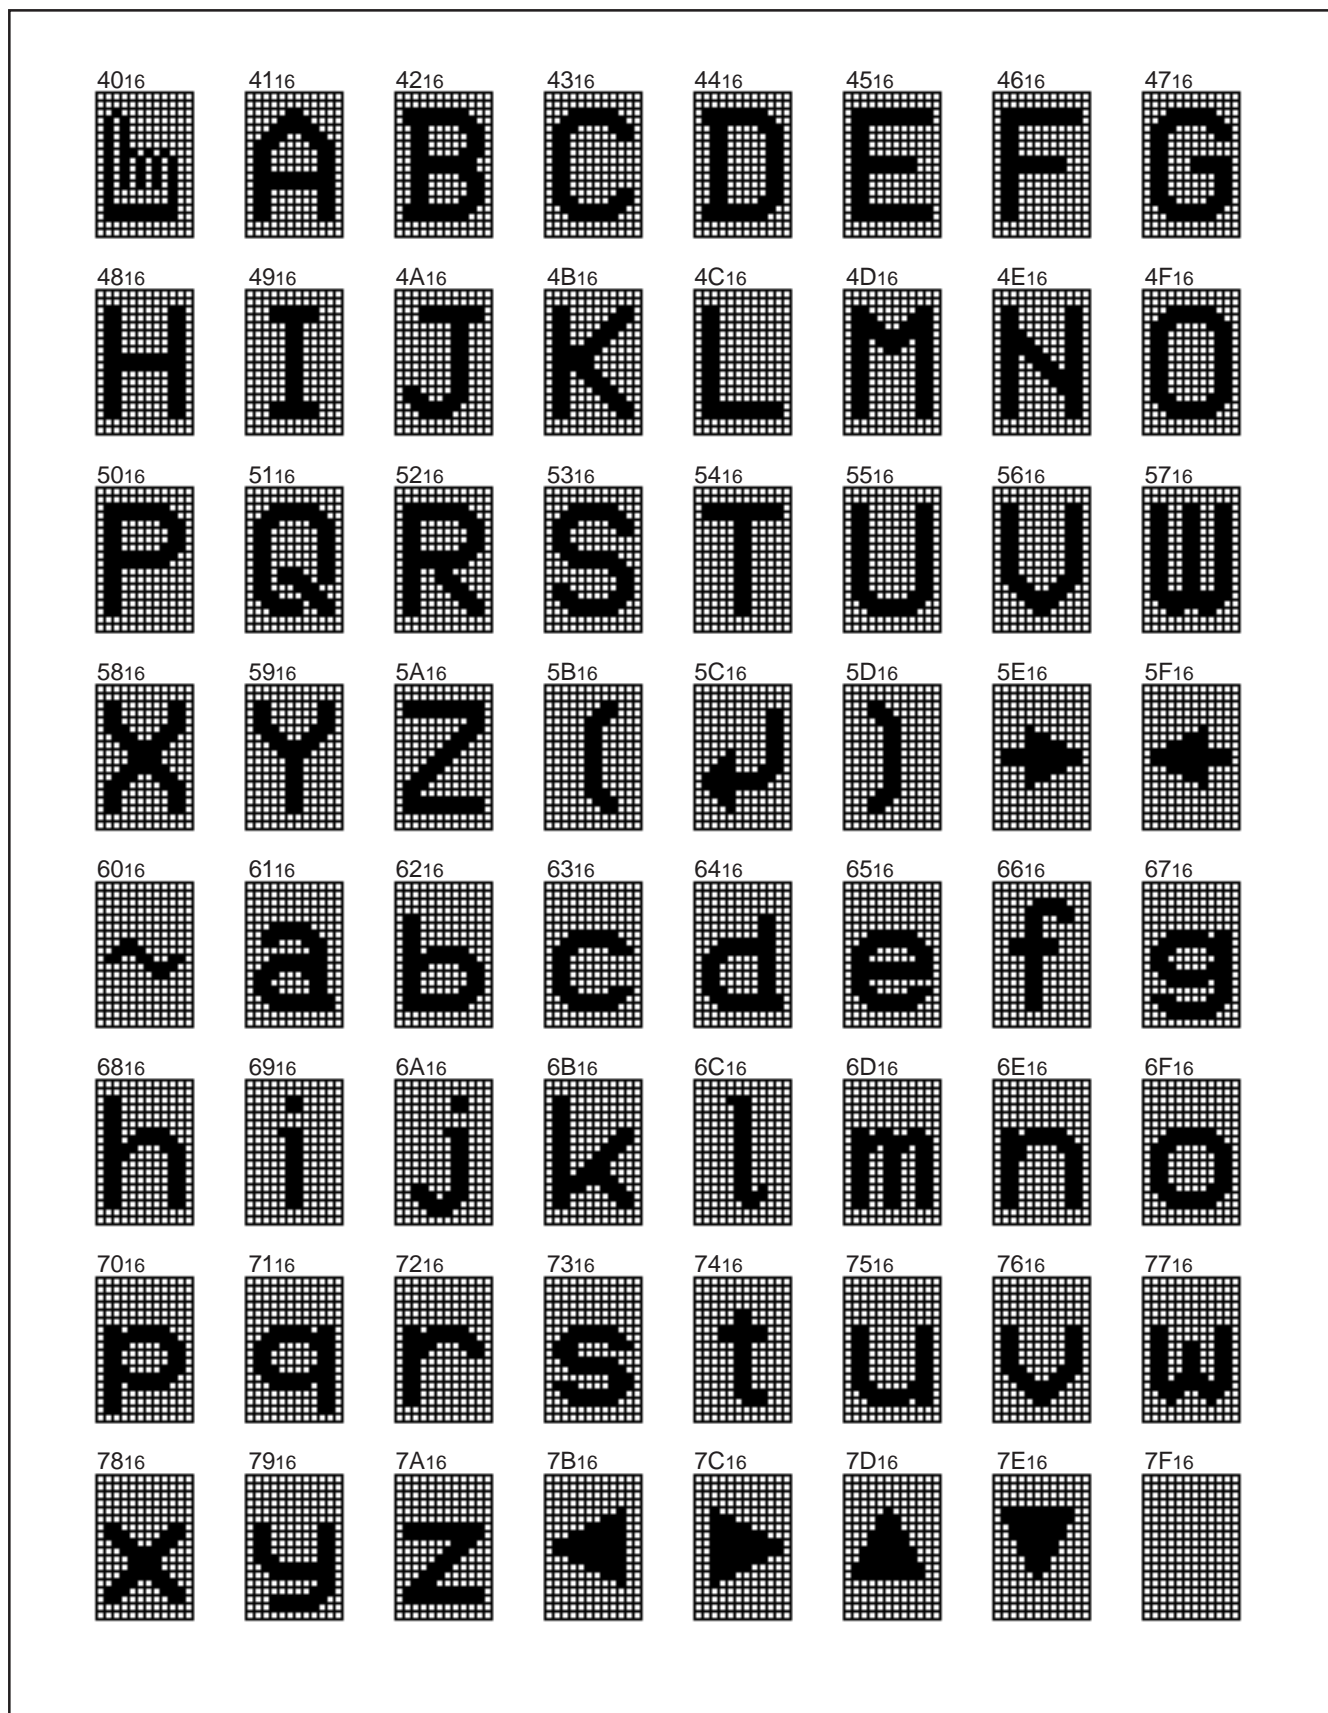 4016 4116 4216 4316 4416 4516 4616 4716
A B C D E F G
4816 4916 4A16 4B16 4C16 4D16 4E16 4F16
H I J K L M N O
5016 5116 5216 5316 5416 5516 5616 5716
P Q R S T U V W
5816 5916 5A16 5B16 5C16 5D16 5E16 5F16
X Y Z ( ↲ ) → ←
6016 6116 6216 6316 6416 6516 6616 6716
~ a b c d e f g
6816 6916 6A16 6B16 6C16 6D16 6E16 6F16
h i j k l m n o
7016 7116 7216 7316 7416 7516 7616 7716
p q r s t u v w
7816 7916 7A16 7B16 7C16 7D16 7E16 7F16
x y z ◀ ▶ ▲ ▼